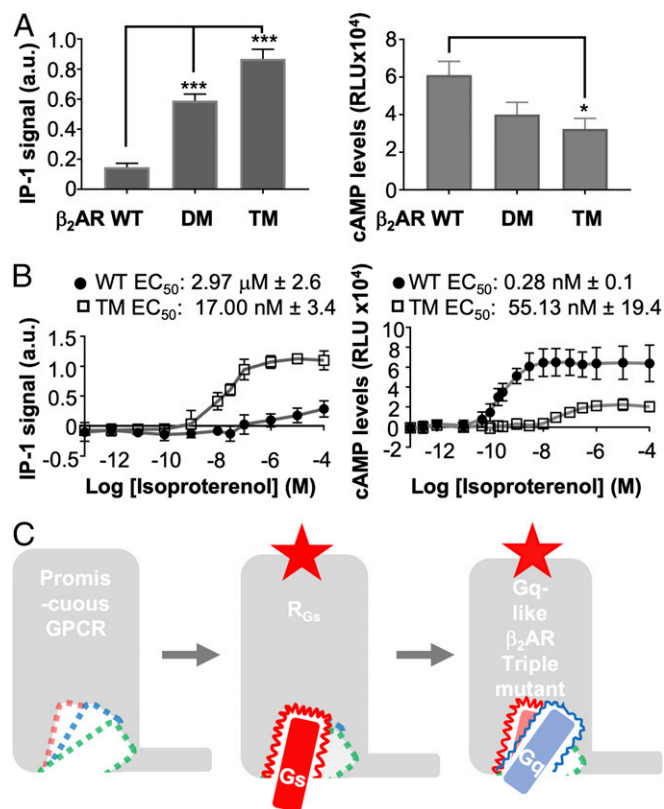 A
IP-1 signal (a.u.)
1.0
0.8
0.6
0.4
0.2
0
***
***
β₂AR WT
DM
TM
cAMP levels (RLUx10⁴)
8
6
4
2
0
*
β₂AR WT
DM
TM
B
WT EC₅₀: 2.97 μM ± 2.6
TM EC₅₀: 17.00 nM ± 3.4
IP-1 signal (a.u.)
1.5
1.0
0.5
0
-0.5
-12
-10
-8
-6
-4
Log [Isoproterenol] (M)
WT EC₅₀: 0.28 nM ± 0.1
TM EC₅₀: 55.13 nM ± 19.4
cAMP levels (RLU x10⁴)
8
6
4
2
0
-2
-12
-10
-8
-6
-4
Log [Isoproterenol] (M)
C
Promis
-cuous
GPCR
R_Gs
Gs
Gq-
like
β₂AR
Triple
mutant
Gq